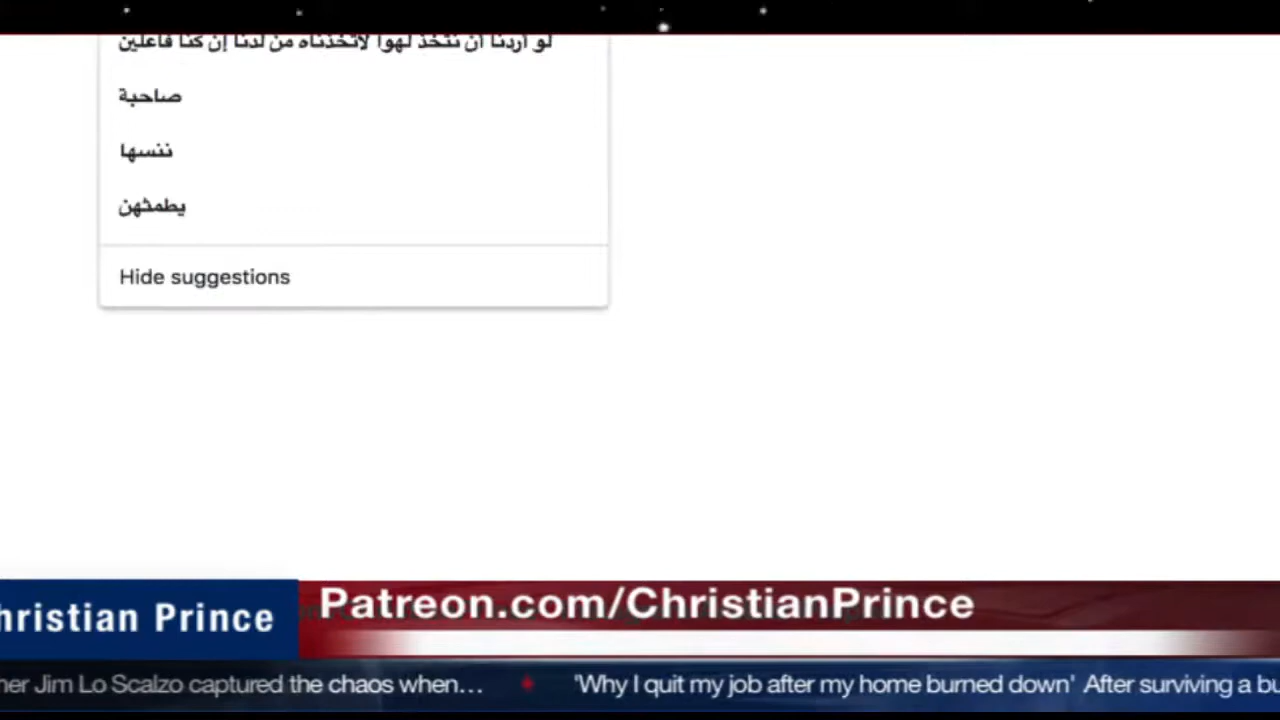 لو أردنا أن نتخذ لهوا لاتخذناه من لدنا إن كنا فاعلين
صاحبة
ننسها
يطمثهن
Hide suggestions
hristian Prince
Patreon.com/ChristianPrince
her Jim Lo Scalzo captured the chaos when... 'Why I quit my job after my home burned down' After surviving a bu